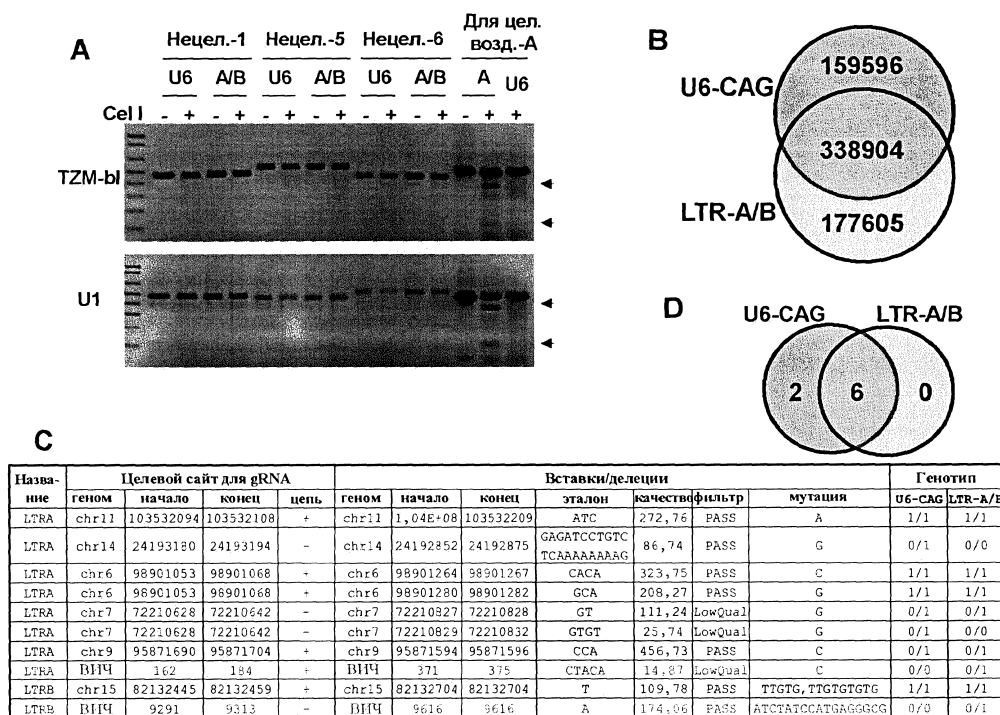 A
Нецел.-1 Нецел.-5 Нецел.-6 Для цел. возд.-A
U6 A/B U6 A/B U6 A/B A U6
Cel I - + - + - + - + - + - + - + +
TZM-bl
U1
B
U6-CAG
159596
338904
LTR-A/B
177605
D
U6-CAG LTR-A/B
2 6 0
C
Назва-ние Целевой сайт для gRNA Вставки/делеции Генотип
геном начало конец цепь геном начало конец эталон качество фильтр мутация U6-CAG LTR-A/B
LTRA chr11 103532094 103532108 + chr11 1,04E+08 103532209 ATC 272,76 PASS A 1/1 1/1
LTRA chr14 24193180 24193194 - chr14 24192852 24192875 GAGATCCTGTCTCAAAAAAAG 86,74 PASS G 0/1 0/0
LTRA chr6 98901053 98901068 + chr6 98901264 98901267 CACA 323,75 PASS C 1/1 1/1
LTRA chr6 98901053 98901068 + chr6 98901280 98901282 GCA 208,27 PASS G 1/1 1/1
LTRA chr7 72210628 72210642 - chr7 72210827 72210828 GT 111,24 LowQual G 0/1 0/1
LTRA chr7 72210628 72210642 - chr7 72210829 72210832 GTGT 25,74 LowQual G 0/1 0/0
LTRA chr9 95871690 95871704 + chr9 95871594 95871596 CCA 456,73 PASS C 0/1 0/1
LTRA ВИЧ 162 184 + ВИЧ 371 375 CTACA 14,87 LowQual C 0/0 0/1
LTRB chr15 82132445 82132459 + chr15 82132704 82132704 T 109,78 PASS TTGTG,TTGTGTGTG 1/1 1/1
LTRB ВИЧ 9291 9313 - ВИЧ 9616 9616 A 174,06 PASS ATCTATCCATGAGGGCG 0/0 0/1